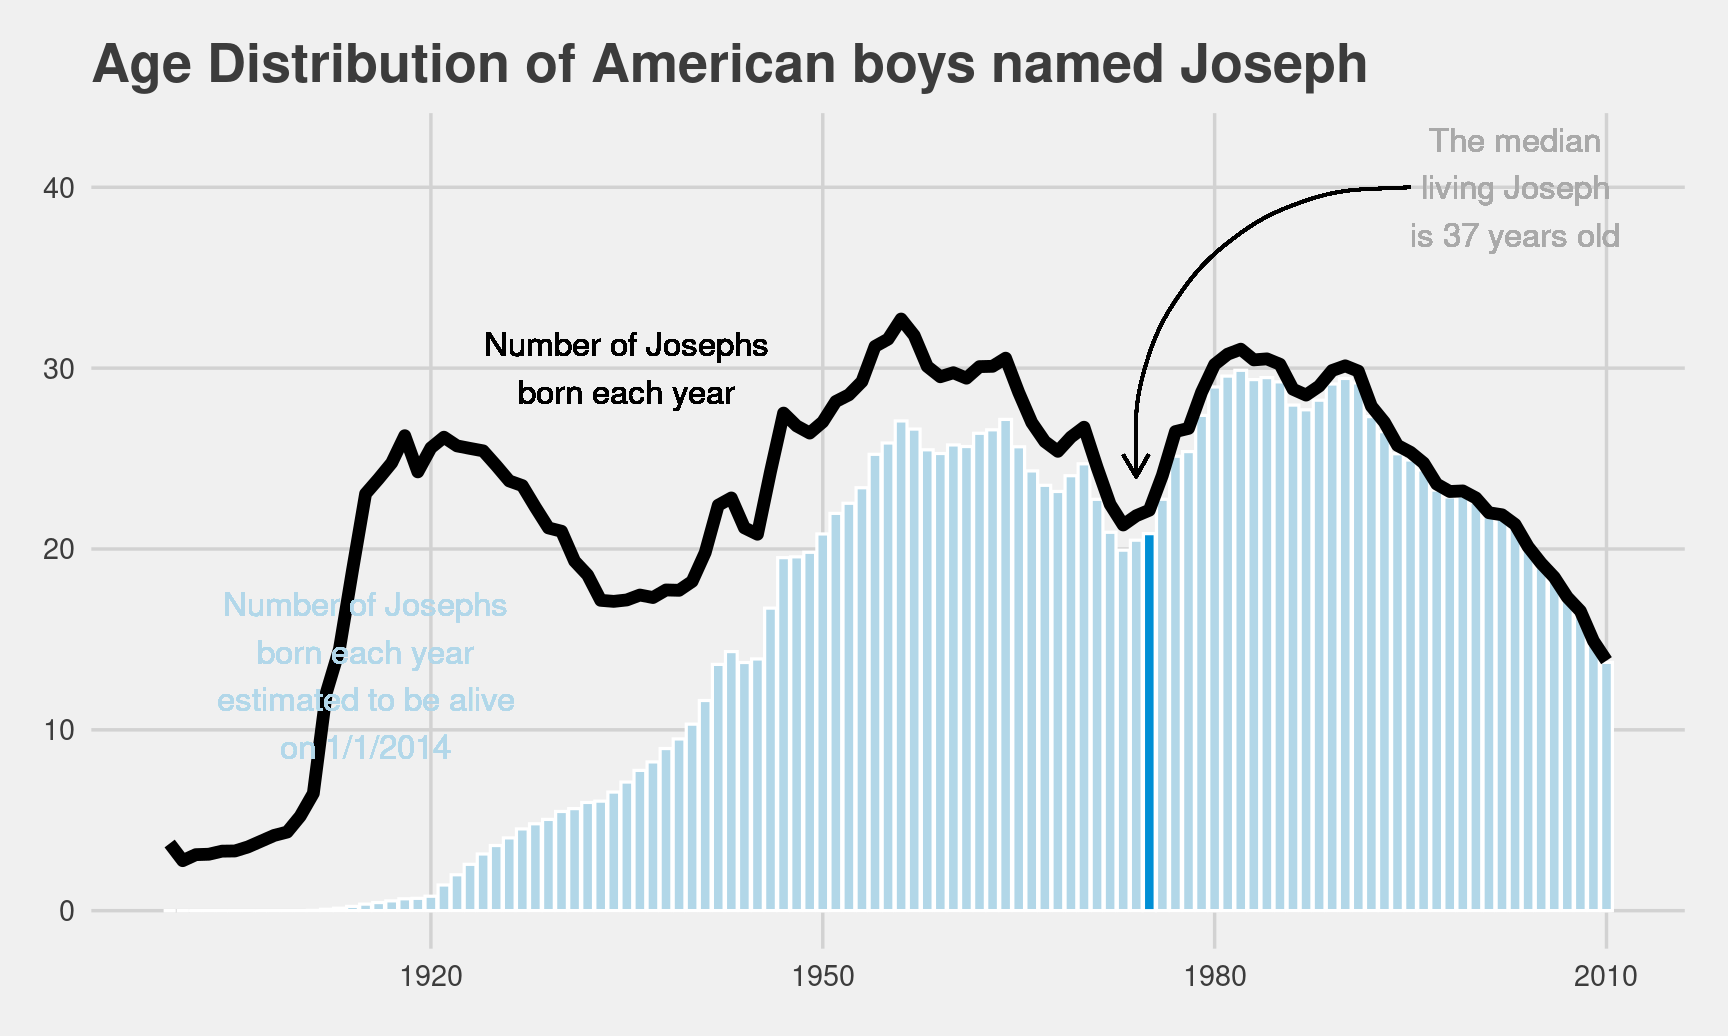 Age Distribution of American boys named Joseph
The median
living Joseph
is 37 years old
Number of Josephs
born each year
Number of Josephs
born each year
estimated to be alive
on 1/1/2014
40
30
20
10
0
1920
1950
1980
2010